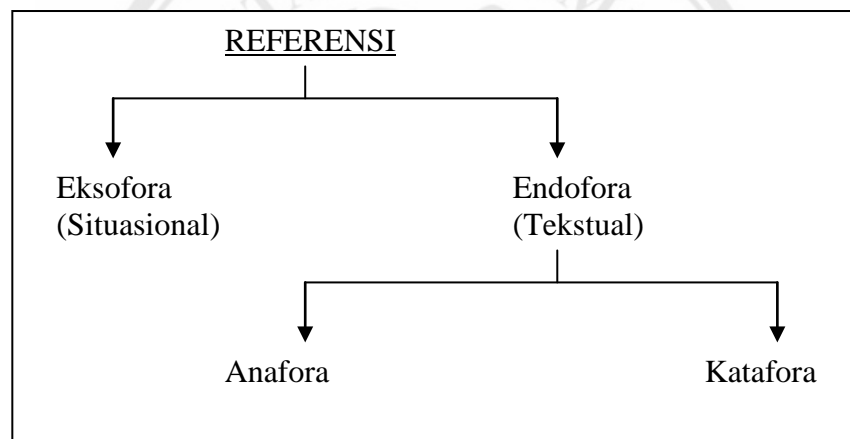 REFERENSI
Eksofora
(Situasional)
Endofora
(Tekstual)
Anafora
Katafora